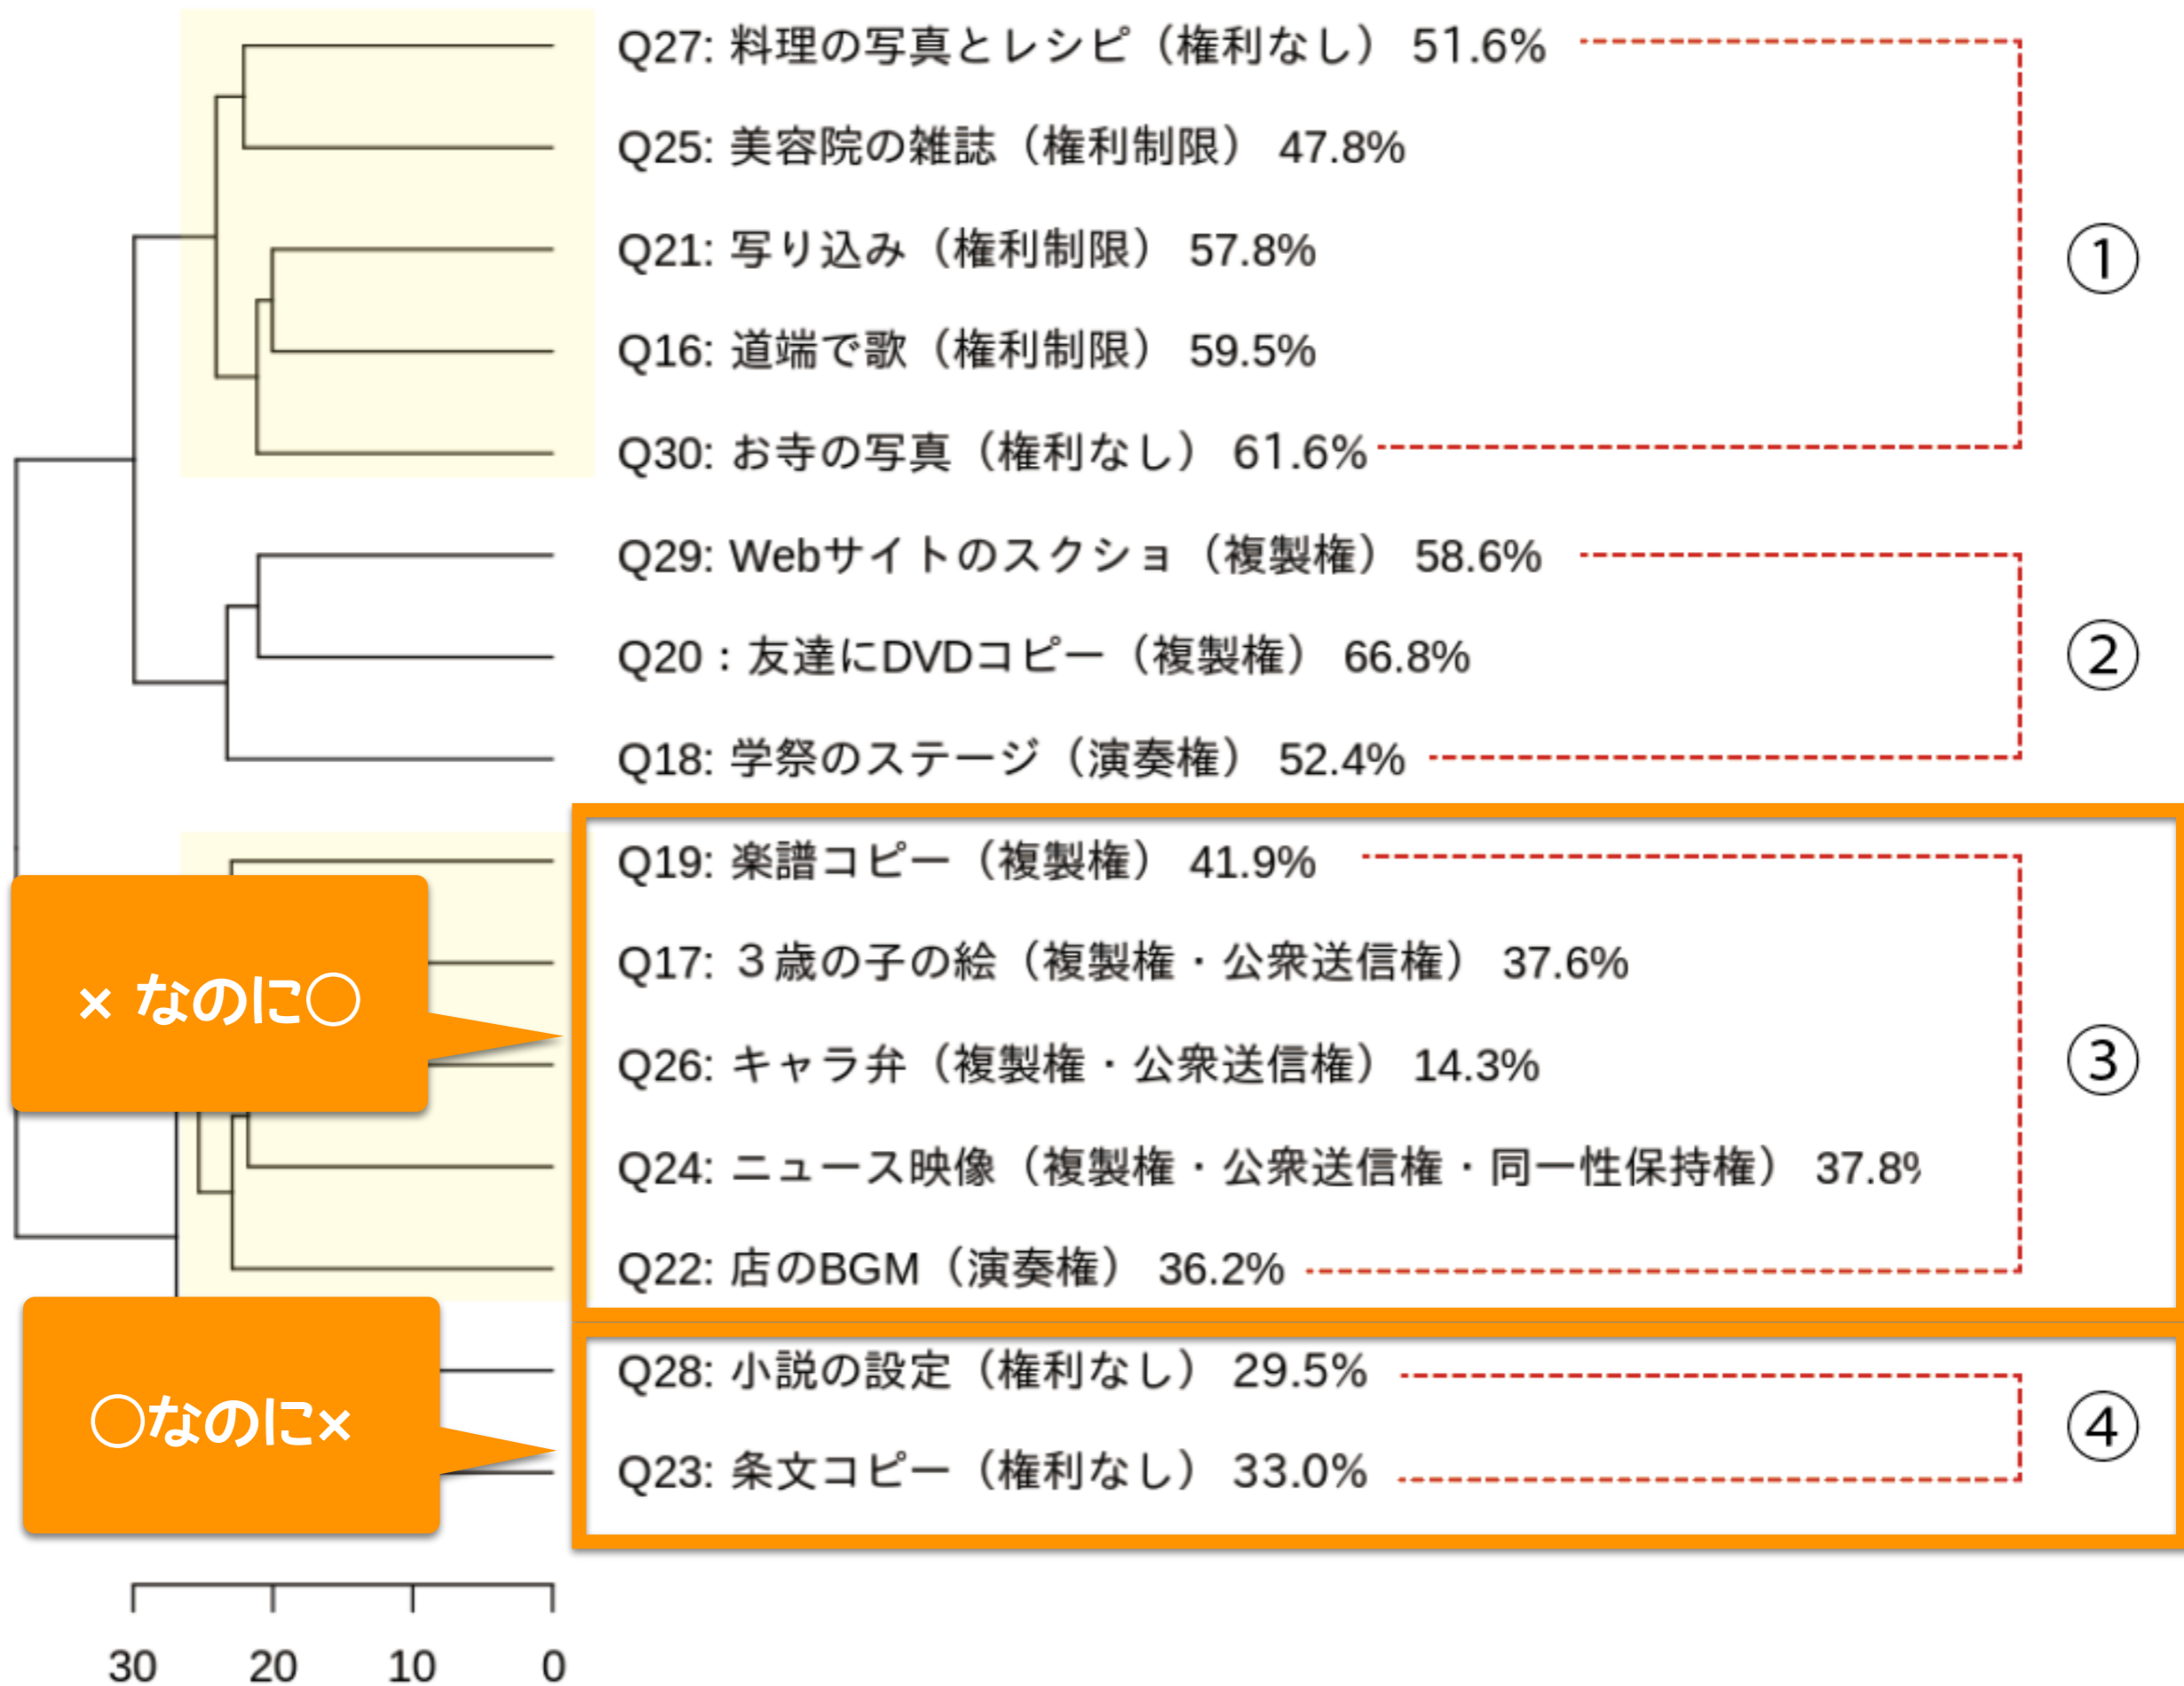 Q27: 料理の写真とレシピ（権利なし） 51.6%
Q25: 美容院の雑誌（権利制限） 47.8%
Q21: 写り込み（権利制限） 57.8%
Q16: 道端で歌（権利制限） 59.5%
Q30: お寺の写真（権利なし） 61.6%
①
Q29: Webサイトのスクショ（複製権） 58.6%
Q20：友達にDVDコピー（複製権） 66.8%
Q18: 学祭のステージ（演奏権） 52.4%
②
Q19: 楽譜コピー（複製権） 41.9%
Q17: ３歳の子の絵（複製権・公衆送信権） 37.6%
Q26: キャラ弁（複製権・公衆送信権） 14.3%
Q24: ニュース映像（複製権・公衆送信権・同一性保持権） 37.8%
Q22: 店のBGM（演奏権） 36.2%
③
× なのに○
Q28: 小説の設定（権利なし） 29.5%
Q23: 条文コピー（権利なし） 33.0%
④
○なのに×
30 20 10 0